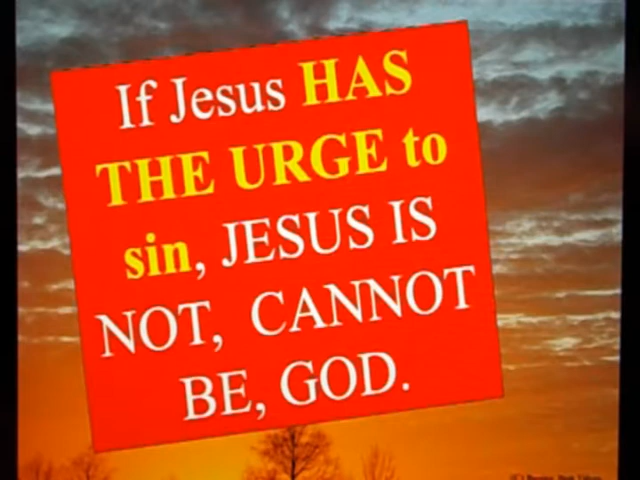 If Jesus HAS
THE URGE to
sin, JESUS IS
NOT, CANNOT
BE, GOD.